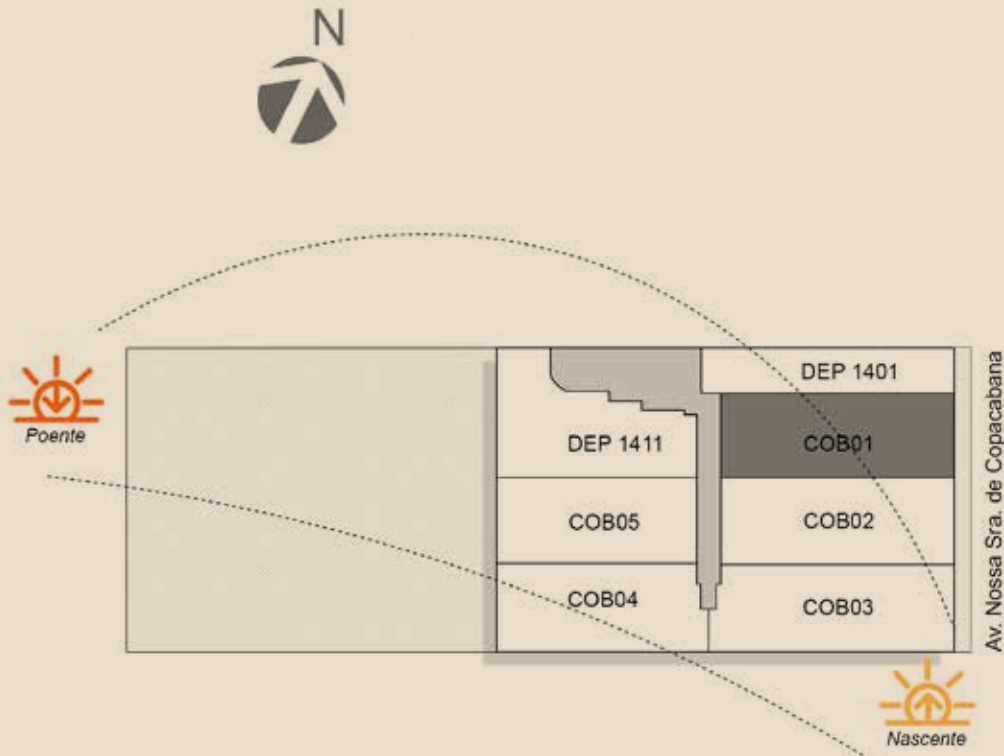 N
Poente
DEP 1401
DEP 1411
COB01
COB05
COB02
COB04
COB03
Av. Nossa Sra. de Copacabana
Nascente